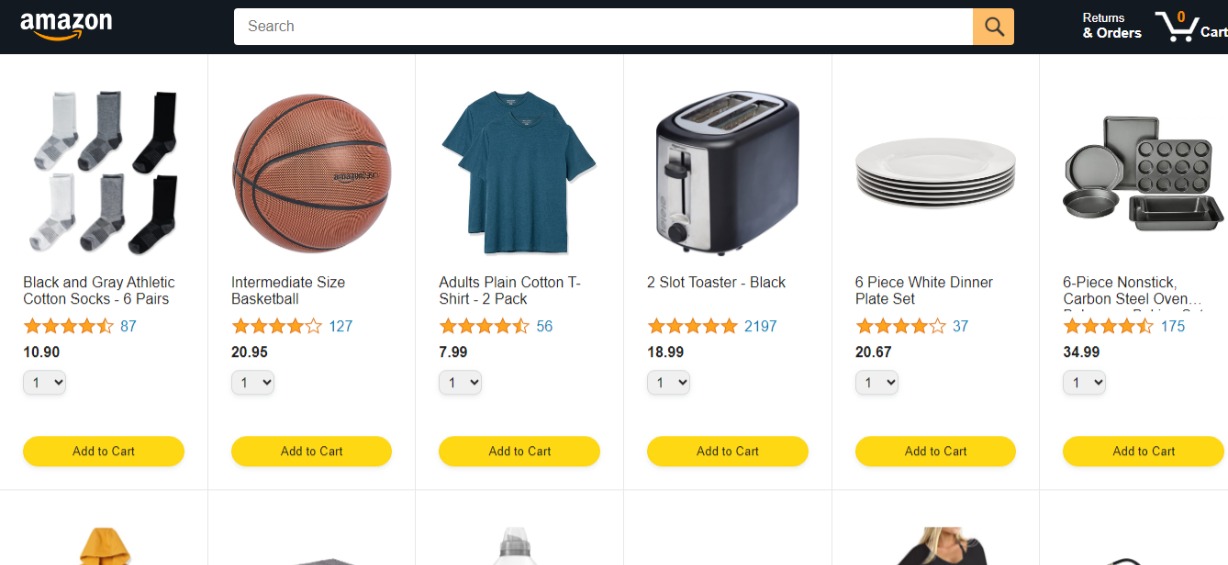 amazon
Search
Returns
& Orders
0
Cart
Black and Gray Athletic
Cotton Socks - 6 Pairs
87
10.90
1
Add to Cart
Intermediate Size
Basketball
127
20.95
1
Add to Cart
Adults Plain Cotton T-
Shirt - 2 Pack
56
7.99
1
Add to Cart
2 Slot Toaster - Black
2197
18.99
1
Add to Cart
6 Piece White Dinner
Plate Set
37
20.67
1
Add to Cart
6-Piece Nonstick,
Carbon Steel Oven...
175
34.99
1
Add to Cart